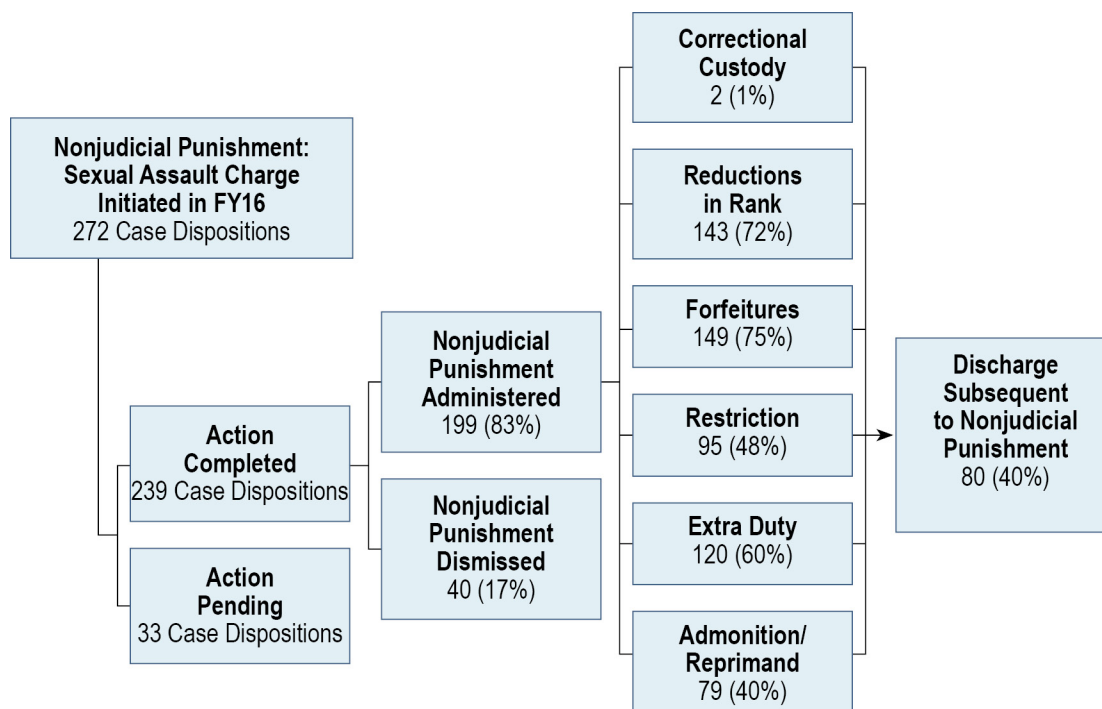 Nonjudicial Punishment:
Sexual Assault Charge
Initiated in FY16
272 Case Dispositions
Action
Completed
239 Case Dispositions
Action
Pending
33 Case Dispositions
Nonjudicial
Punishment
Administered
199 (83%)
Nonjudicial
Punishment
Dismissed
40 (17%)
Correctional
Custody
2 (1%)
Reductions
in Rank
143 (72%)
Forfeitures
149 (75%)
Restriction
95 (48%)
Extra Duty
120 (60%)
Admonition/
Reprimand
79 (40%)
Discharge
Subsequent
to Nonjudicial
Punishment
80 (40%)